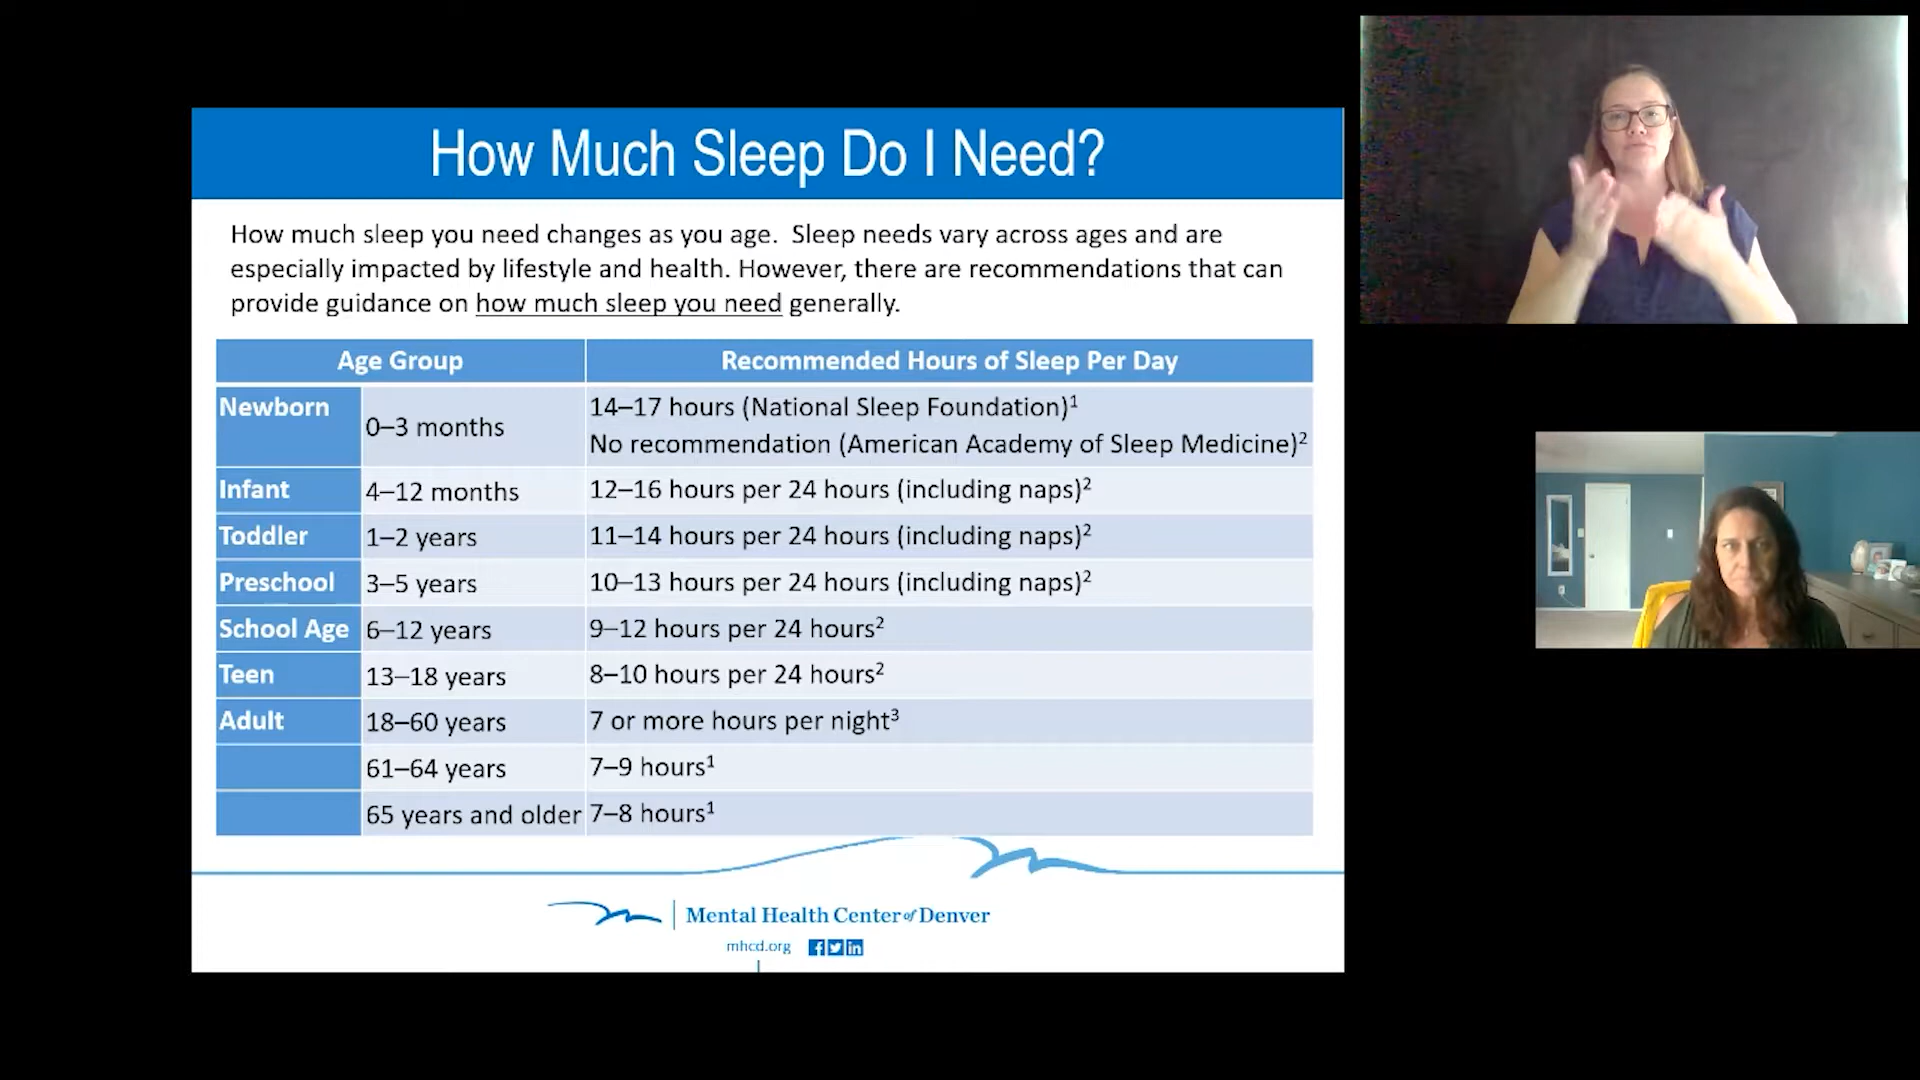 How Much Sleep Do I Need?
How much sleep you need changes as you age.  Sleep needs vary across ages and are
especially impacted by lifestyle and health. However, there are recommendations that can
provide guidance on how much sleep you need generally.
Age Group Recommended Hours of Sleep Per Day
Newborn 0–3 months 14–17 hours (National Sleep Foundation)¹
No recommendation (American Academy of Sleep Medicine)²
Infant 4–12 months 12–16 hours per 24 hours (including naps)²
Toddler 1–2 years 11–14 hours per 24 hours (including naps)²
Preschool 3–5 years 10–13 hours per 24 hours (including naps)²
School Age 6–12 years 9–12 hours per 24 hours²
Teen 13–18 years 8–10 hours per 24 hours²
Adult 18–60 years 7 or more hours per night³
61–64 years 7–9 hours¹
65 years and older 7–8 hours¹
Mental Health Center of Denver
mhcd.org